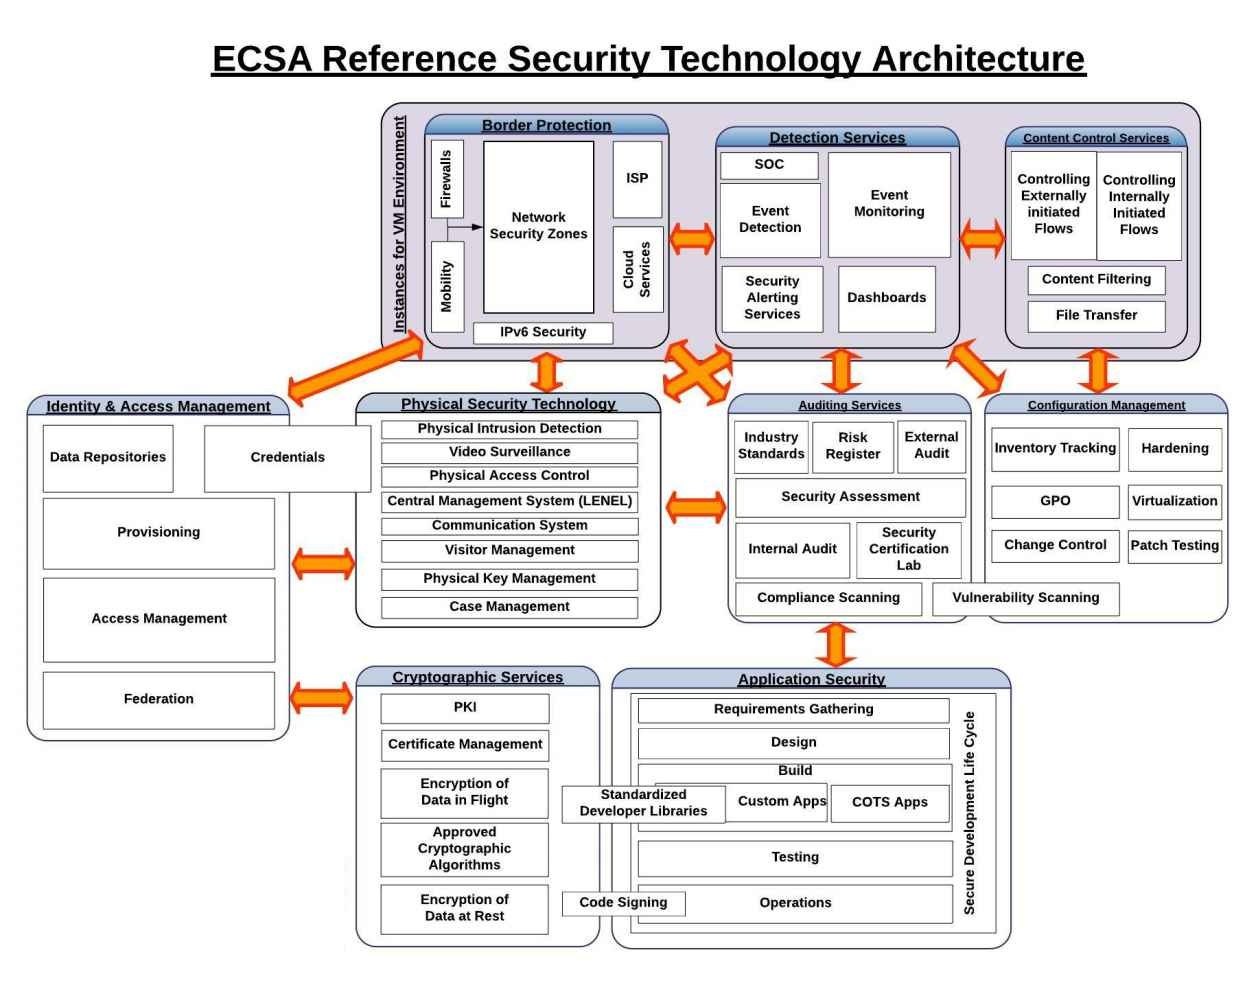 ECSA Reference Security Technology Architecture
Instances for VM Environment
Border Protection
Firewalls
Mobility
Network
Security Zones
ISP
Cloud
Services
IPv6 Security
Detection Services
SOC
Event
Detection
Event
Monitoring
Security
Alerting
Services
Dashboards
Content Control Services
Controlling
Externally
initiated
Flows
Controlling
Internally
Initiated
Flows
Content Filtering
File Transfer
Identity & Access Management
Data Repositories
Credentials
Provisioning
Access Management
Federation
Physical Security Technology
Physical Intrusion Detection
Video Surveillance
Physical Access Control
Central Management System (LENEL)
Communication System
Visitor Management
Physical Key Management
Case Management
Auditing Services
Industry
Standards
Risk
Register
External
Audit
Security Assessment
Internal Audit
Security
Certification
Lab
Compliance Scanning
Vulnerability Scanning
Configuration Management
Inventory Tracking
Hardening
GPO
Virtualization
Change Control
Patch Testing
Cryptographic Services
PKI
Certificate Management
Encryption of
Data in Flight
Approved
Cryptographic
Algorithms
Encryption of
Data at Rest
Standardized
Developer Libraries
Code Signing
Application Security
Requirements Gathering
Design
Build
Custom Apps
COTS Apps
Testing
Operations
Secure Development Life Cycle